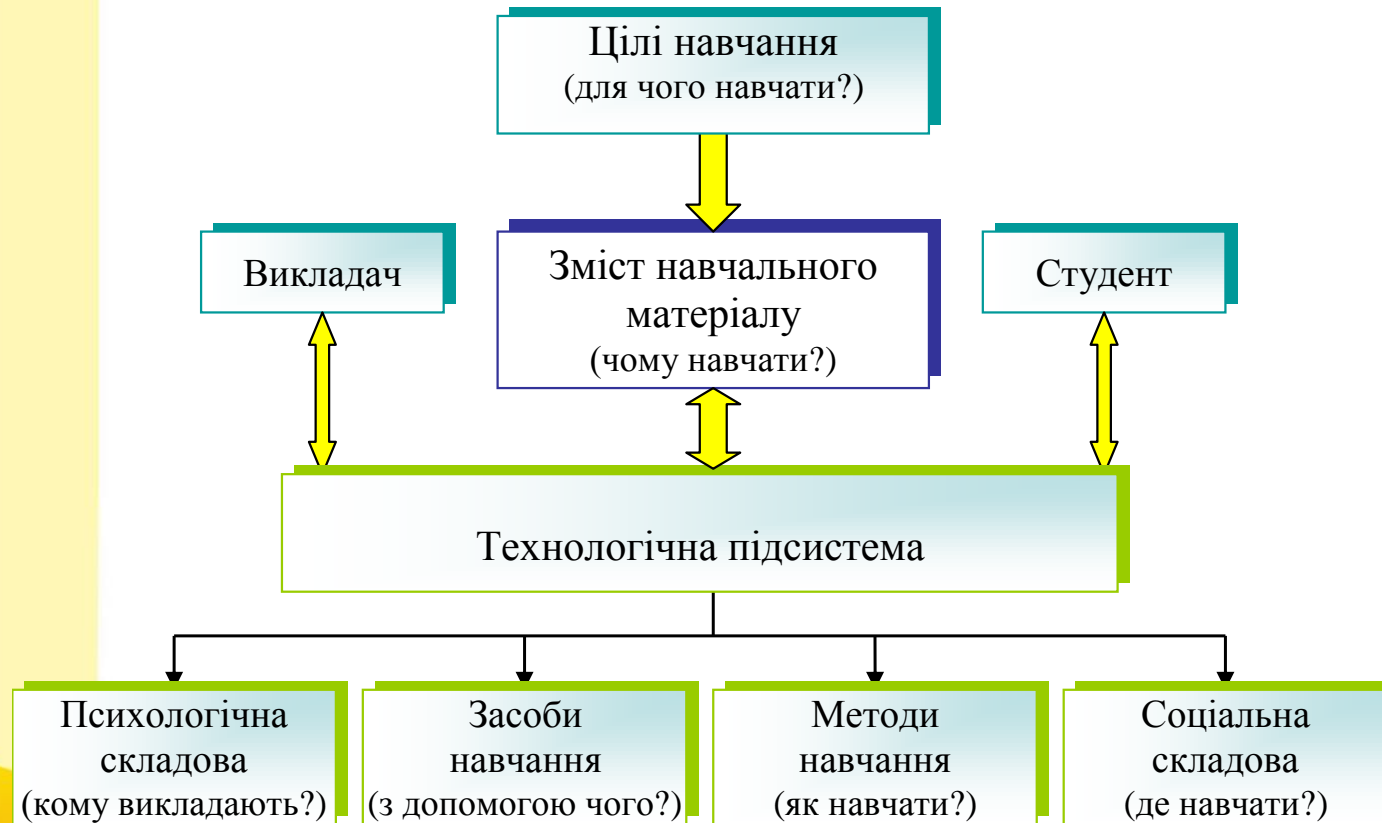 Цілі навчання
(для чого навчати?)
Викладач
Зміст навчального
матеріалу
(чому навчати?)
Студент
Технологічна підсистема
Психологічна
складова
(кому викладають?)
Засоби
навчання
(з допомогою чого?)
Методи
навчання
(як навчати?)
Соціальна
складова
(де навчати?)